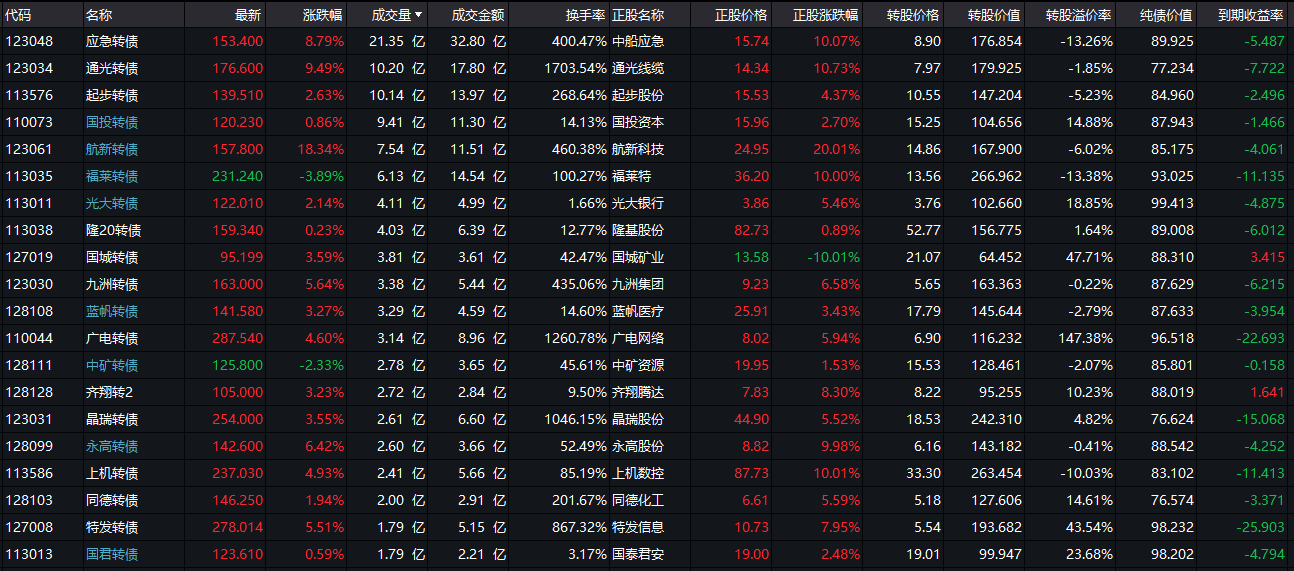 代码 名称 最新 涨跌幅 成交量 成交金额 换手率 正股名称 正股价格 正股涨跌幅 转股价格 转股价值 转股溢价率 纯债价值 到期收益率
123048 应急转债 153.400 8.79% 21.35 亿 32.80 亿 400.47% 中船应急 15.74 10.07% 8.90 176.854 -13.26% 89.925 -5.487
123034 通光转债 176.600 9.49% 10.20 亿 17.80 亿 1703.54% 通光线缆 14.34 10.73% 7.97 179.925 -1.85% 77.234 -7.722
113576 起步转债 139.510 2.63% 10.14 亿 13.97 亿 268.64% 起步股份 15.53 4.37% 10.55 147.204 -5.23% 84.960 -2.496
110073 国投转债 120.230 0.86% 9.41 亿 11.30 亿 14.13% 国投资本 15.96 2.70% 15.25 104.656 14.88% 87.943 -1.466
123061 航新转债 157.800 18.34% 7.54 亿 11.51 亿 460.38% 航新科技 24.95 20.01% 14.86 167.900 -6.02% 85.175 -4.061
113035 福莱转债 231.240 -3.89% 6.13 亿 14.54 亿 100.27% 福莱特 36.20 10.00% 13.56 266.962 -13.38% 93.025 -11.135
113011 光大转债 122.010 2.14% 4.11 亿 4.99 亿 1.66% 光大银行 3.86 5.46% 3.76 102.660 18.85% 99.413 -4.875
113038 隆20转债 159.340 0.23% 4.03 亿 6.39 亿 12.77% 隆基股份 82.73 0.89% 52.77 156.775 1.64% 89.008 -6.012
127019 国城转债 95.199 3.59% 3.81 亿 3.61 亿 42.47% 国城矿业 13.58 -10.01% 21.07 64.452 47.71% 88.310 3.415
123030 九洲转债 163.000 5.64% 3.38 亿 5.44 亿 435.06% 九洲集团 9.23 6.58% 5.65 163.363 -0.22% 87.629 -6.215
128108 蓝帆转债 141.580 3.27% 3.29 亿 4.59 亿 14.60% 蓝帆医疗 25.91 3.43% 17.79 145.644 -2.79% 87.633 -3.954
110044 广电转债 287.540 4.60% 3.14 亿 8.96 亿 1260.78% 广电网络 8.02 5.94% 6.90 116.232 147.38% 96.518 -22.693
128111 中矿转债 125.800 -2.33% 2.78 亿 3.65 亿 45.61% 中矿资源 19.95 1.53% 15.53 128.461 -2.07% 85.801 -0.158
128128 齐翔转2 105.000 3.23% 2.72 亿 2.84 亿 9.50% 齐翔腾达 7.83 8.30% 8.22 95.255 10.23% 88.019 1.641
123031 晶瑞转债 254.000 3.55% 2.61 亿 6.60 亿 1046.15% 晶瑞股份 44.90 5.52% 18.53 242.310 4.82% 76.624 -15.068
128099 永高转债 142.600 6.42% 2.60 亿 3.66 亿 52.49% 永高股份 8.82 9.98% 6.16 143.182 -0.41% 88.542 -4.252
113586 上机转债 237.030 4.93% 2.41 亿 5.66 亿 85.19% 上机数控 87.73 10.01% 33.30 263.454 -10.03% 83.102 -11.413
128103 同德转债 146.250 1.94% 2.00 亿 2.91 亿 201.67% 同德化工 6.61 5.59% 5.18 127.606 14.61% 76.574 -3.371
127008 特发转债 278.014 5.51% 1.79 亿 5.15 亿 867.32% 特发信息 10.73 7.95% 5.54 193.682 43.54% 98.232 -25.903
113013 国君转债 123.610 0.59% 1.79 亿 2.21 亿 3.17% 国泰君安 19.00 2.48% 19.01 99.947 23.68% 98.202 -4.794